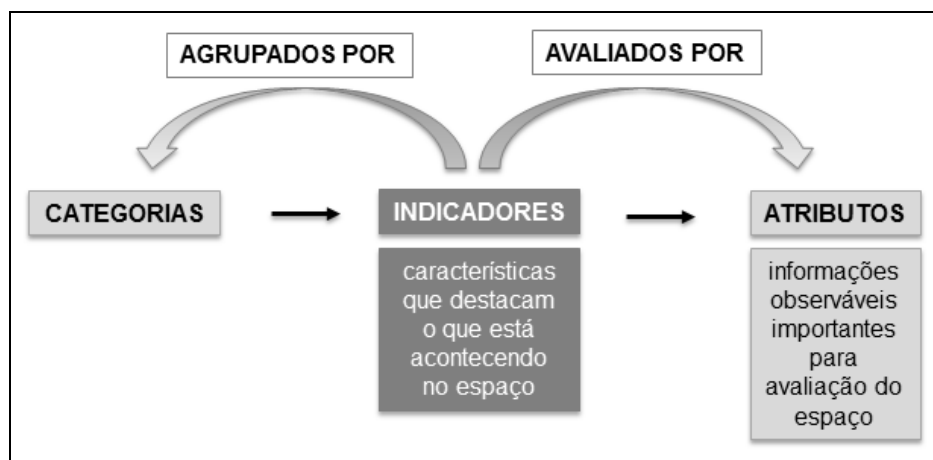 AGRUPADOS POR
AVALIADOS POR
CATEGORIAS
INDICADORES
ATRIBUTOS
características
que destacam
o que está
acontecendo
no espaço
informações
observáveis
importantes
para
avaliação do
espaço